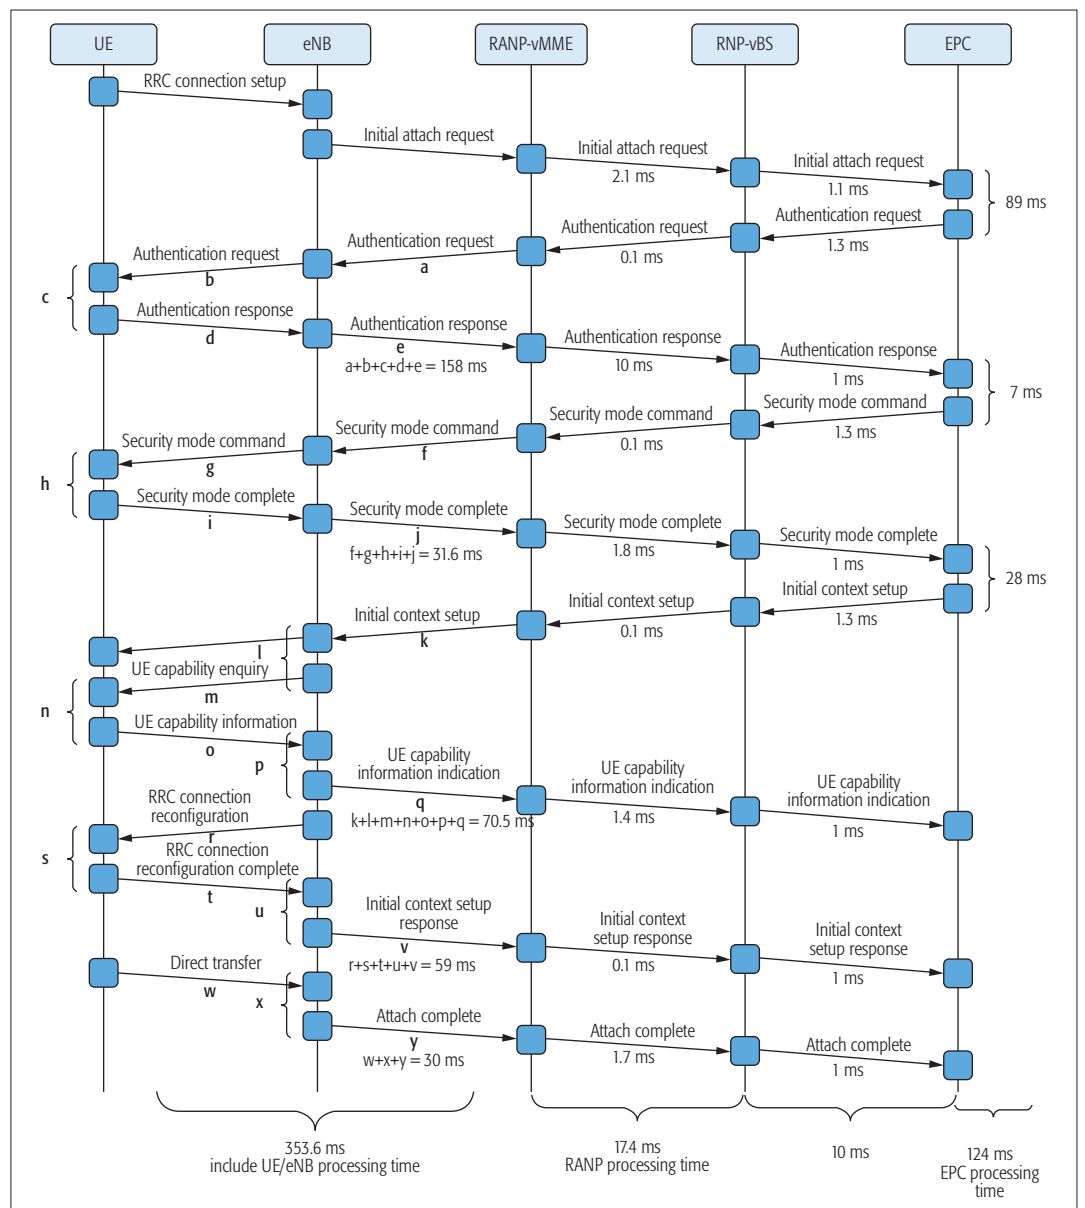 UE
eNB
RANP-vMME
RNP-vBS
EPC
RRC connection setup
Initial attach request
Initial attach request
2.1 ms
Initial attach request
1.1 ms
89 ms
Authentication request
1.3 ms
Authentication request
0.1 ms
Authentication request
a
Authentication request
b
c
Authentication response
d
Authentication response
e
a+b+c+d+e = 158 ms
Authentication response
10 ms
Authentication response
1 ms
7 ms
Security mode command
1.3 ms
Security mode command
0.1 ms
Security mode command
f
Security mode command
g
h
Security mode complete
i
Security mode complete
j
f+g+h+i+j = 31.6 ms
Security mode complete
1.8 ms
Security mode complete
1 ms
28 ms
Initial context setup
1.3 ms
Initial context setup
0.1 ms
Initial context setup
k
l
UE capability enquiry
m
n
UE capability information
o
p
UE capability
information indication
q
k+l+m+n+o+p+q = 70.5 ms
UE capability
information indication
1.4 ms
UE capability
information indication
1 ms
RRC connection
reconfiguration
r
s
RRC connection
reconfiguration complete
t
u
Initial context setup
response
v
r+s+t+u+v = 59 ms
Initial context
setup response
0.1 ms
Initial context
setup response
1 ms
Direct transfer
w
x
Attach complete
y
w+x+y = 30 ms
Attach complete
1.7 ms
Attach complete
1 ms
353.6 ms
include UE/eNB processing time
17.4 ms
RANP processing time
10 ms
124 ms
EPC processing
time